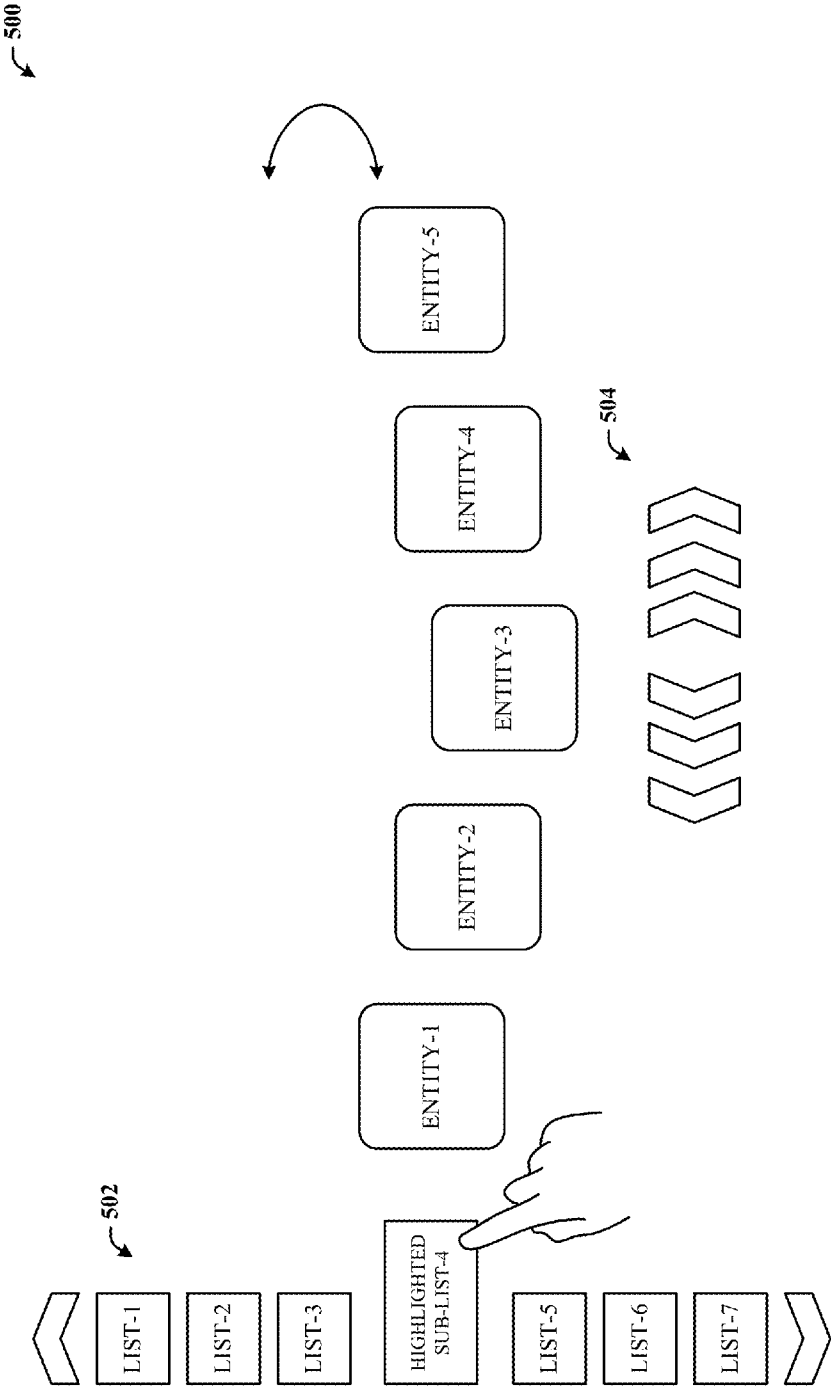 500
ENTITY-5
ENTITY-4
504
ENTITY-3
ENTITY-2
ENTITY-1
502
LIST-1
LIST-2
LIST-3
HIGHLIGHTED
SUB-LIST-4
LIST-5
LIST-6
LIST-7